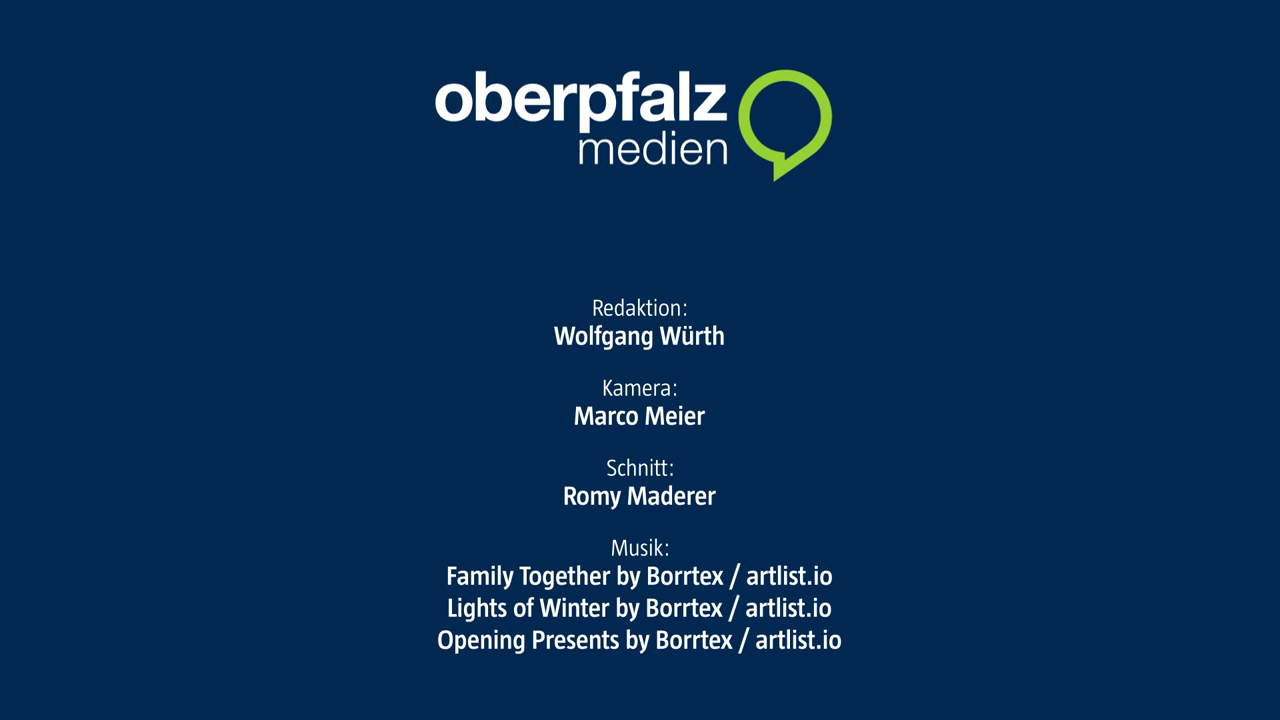 oberpfalz
medien
Redaktion:
Wolfgang Würth
Kamera:
Marco Meier
Schnitt:
Romy Maderer
Musik:
Family Together by Borrtex / artlist.io
Lights of Winter by Borrtex / artlist.io
Opening Presents by Borrtex / artlist.io